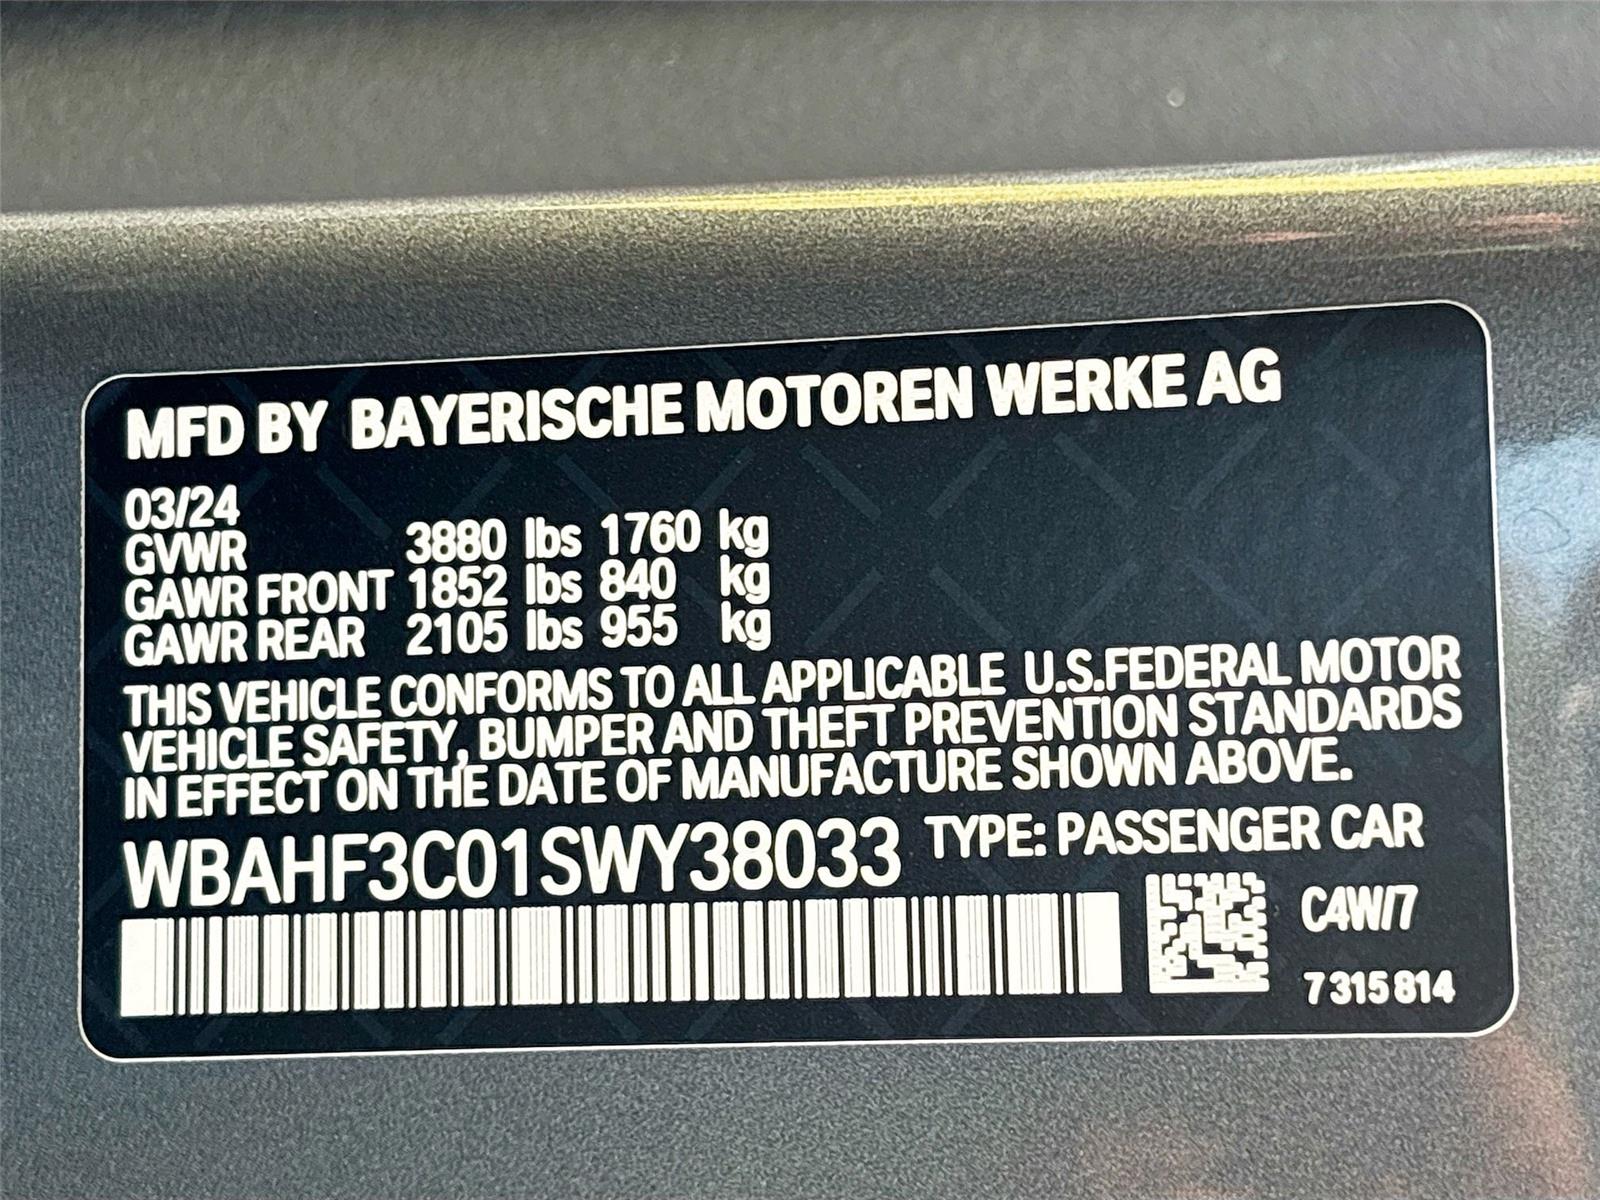 MFD BY BAYERISCHE MOTOREN WERKE AG
03/24
GVWR 3880 lbs 1760 kg
GAWR FRONT 1852 lbs 840 kg
GAWR REAR 2105 lbs 955 kg
THIS VEHICLE CONFORMS TO ALL APPLICABLE U.S.FEDERAL MOTOR
VEHICLE SAFETY, BUMPER AND THEFT PREVENTION STANDARDS
IN EFFECT ON THE DATE OF MANUFACTURE SHOWN ABOVE.
WBAHF3C01SWY38033 TYPE: PASSENGER CAR
C4W/7
7 315 814